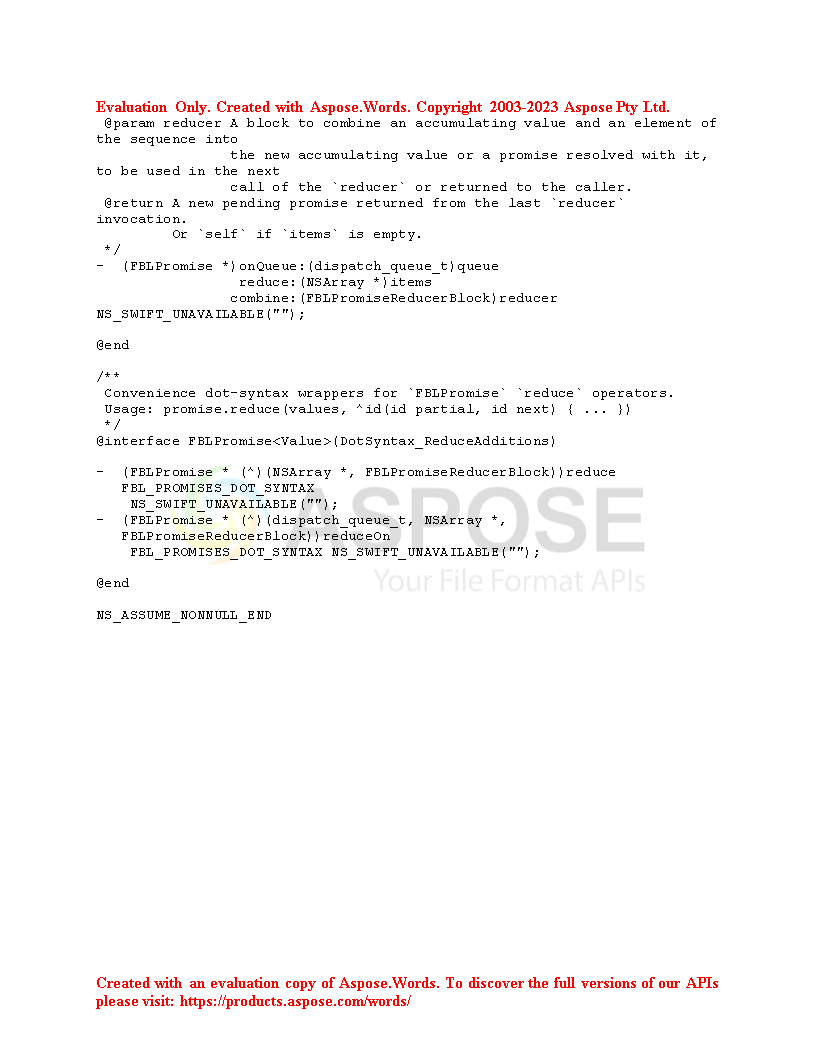 Evaluation Only. Created with Aspose.Words. Copyright 2003-2023 Aspose Pty Ltd.
@param reducer A block to combine an accumulating value and an element of
the sequence into
the new accumulating value or a promise resolved with it,
to be used in the next
call of the `reducer` or returned to the caller.
@return A new pending promise returned from the last `reducer`
invocation.
Or `self` if `items` is empty.
*/
- (FBLPromise *)onQueue:(dispatch_queue_t)queue
reduce:(NSArray *)items
combine:(FBLPromiseReducerBlock)reducer
NS_SWIFT_UNAVAILABLE("");
@end
/**
Convenience dot-syntax wrappers for `FBLPromise` `reduce` operators.
Usage: promise.reduce(values, ^id(id partial, id next) { ... })
*/
@interface FBLPromise<Value>(DotSyntax_ReduceAdditions)
- (FBLPromise * (^)(NSArray *, FBLPromiseReducerBlock))reduce
FBL_PROMISES_DOT_SYNTAX
NS_SWIFT_UNAVAILABLE("");
- (FBLPromise * (^)(dispatch_queue_t, NSArray *,
FBLPromiseReducerBlock))reduceOn
FBL_PROMISES_DOT_SYNTAX NS_SWIFT_UNAVAILABLE("");
ASPOSE
@end
Your File Format APIs
NS_ASSUME_NONNULL_END
Created with an evaluation copy of Aspose.Words. To discover the full versions of our APIs
please visit: https://products.aspose.com/words/